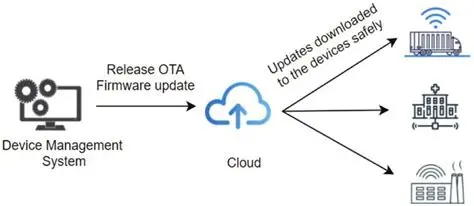 Release OTA
Firmware update
Updates downloaded
to the devices safely
Device Management
System
Cloud